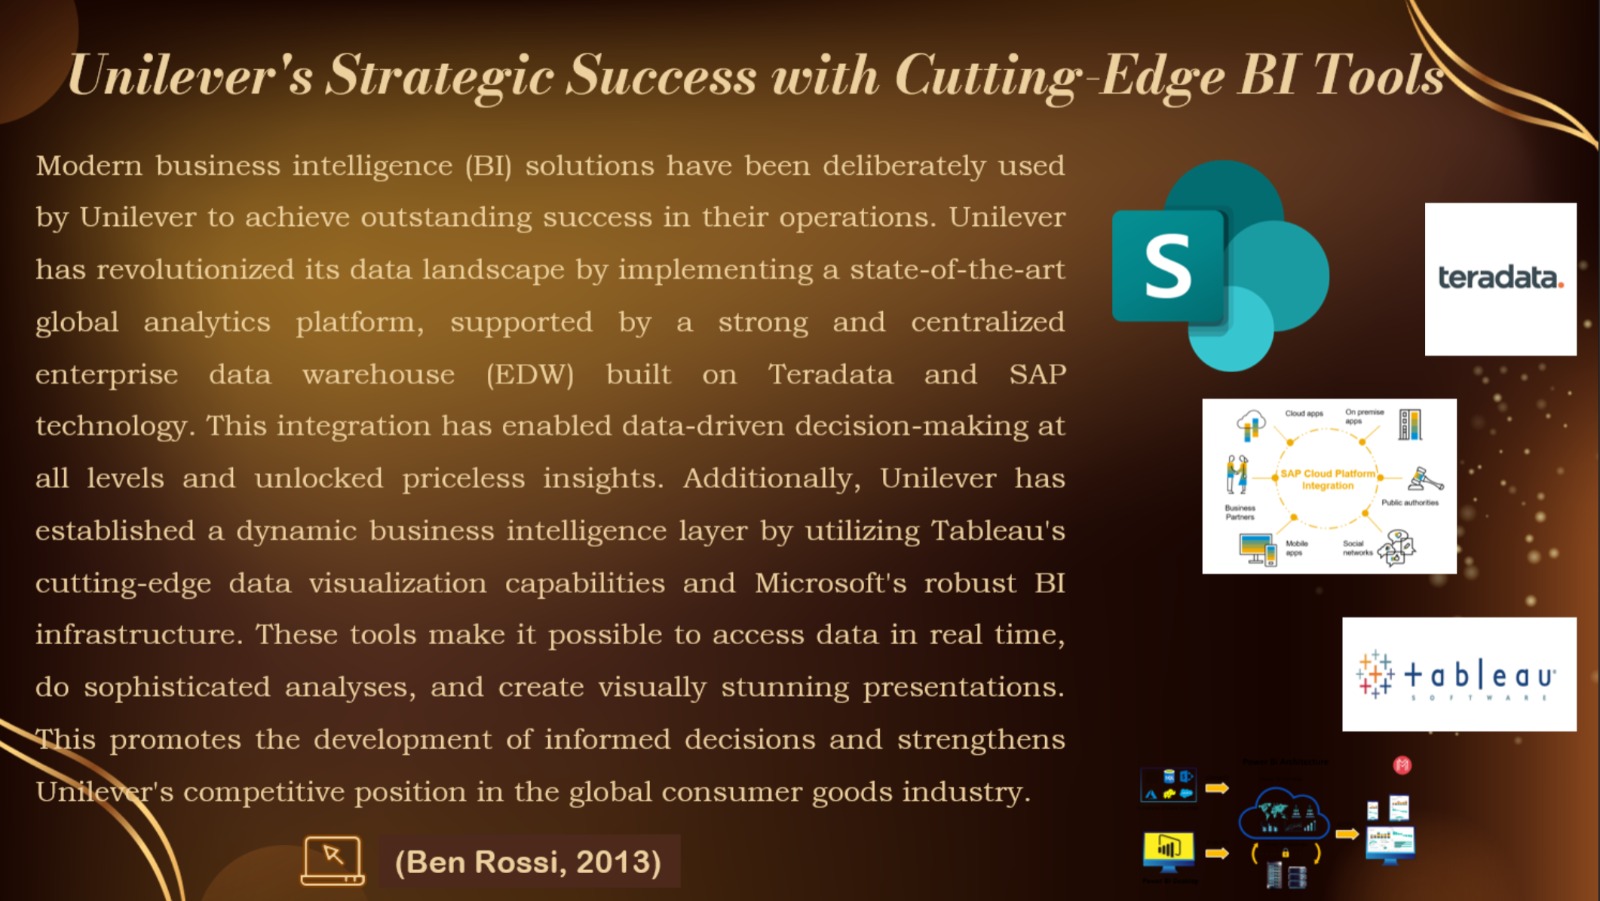 Unilever's Strategic Success with Cutting-Edge BI Tools
Modern business intelligence (BI) solutions have been deliberately used
by Unilever to achieve outstanding success in their operations. Unilever
has revolutionized its data landscape by implementing a state-of-the-art
global analytics platform, supported by a strong and centralized
enterprise data warehouse (EDW) built on Teradata and SAP
technology. This integration has enabled data-driven decision-making at
all levels and unlocked priceless insights. Additionally, Unilever has
established a dynamic business intelligence layer by utilizing Tableau's
cutting-edge data visualization capabilities and Microsoft's robust BI
infrastructure. These tools make it possible to access data in real time,
do sophisticated analyses, and create visually stunning presentations.
This promotes the development of informed decisions and strengthens
Unilever's competitive position in the global consumer goods industry.
(Ben Rossi, 2013)
S
teradata.
Cloud apps
On premise
apps
SAP Cloud Platform
Integration
Business
Partners
Public authorities
Mobile
apps
Social
networks
tableau
SOFTWARE